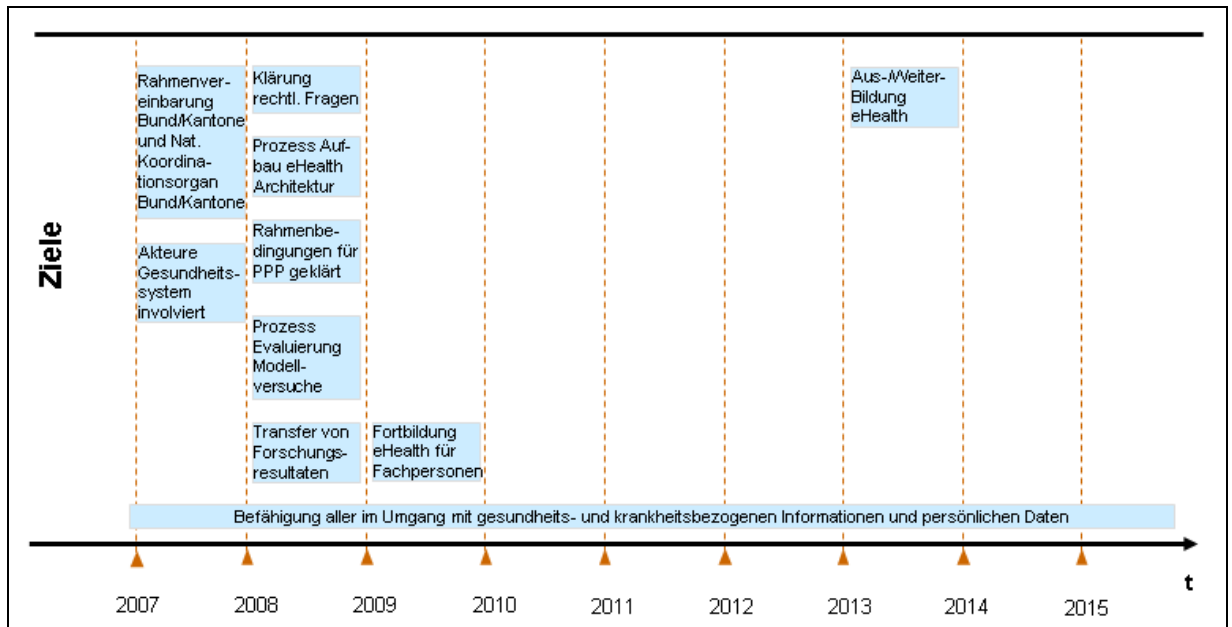 Ziele
Rahmenver-
einbarung
Bund/Kantone
und Nat.
Koordina-
tionsorgan
Bund/Kantone
Akteure
Gesundheits-
system
involviert
Klärung
rechtl. Fragen
Prozess Auf-
bau eHealth
Architektur
Rahmenbe-
dingungen für
PPP geklärt
Prozess
Evaluierung
Modell-
versuche
Transfer von
Forschungs-
resultaten
Fortbildung
eHealth für
Fachpersonen
Aus-/Weiter-
Bildung
eHealth
Befähigung aller im Umgang mit gesundheits- und krankheitsbezogenen Informationen und persönlichen Daten
t
2007 2008 2009 2010 2011 2012 2013 2014 2015